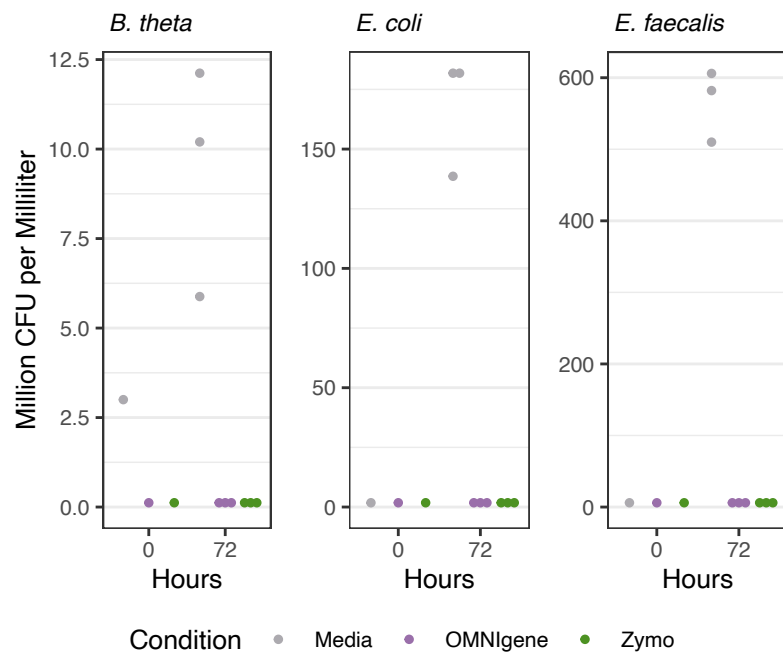 B. theta
E. coli
E. faecalis
Million CFU per Milliliter
12.5
10.0
7.5
5.0
2.5
0.0
0 72
Hours
150
100
50
0
0 72
Hours
600
400
200
0
0 72
Hours
Condition Media OMNIgene Zymo